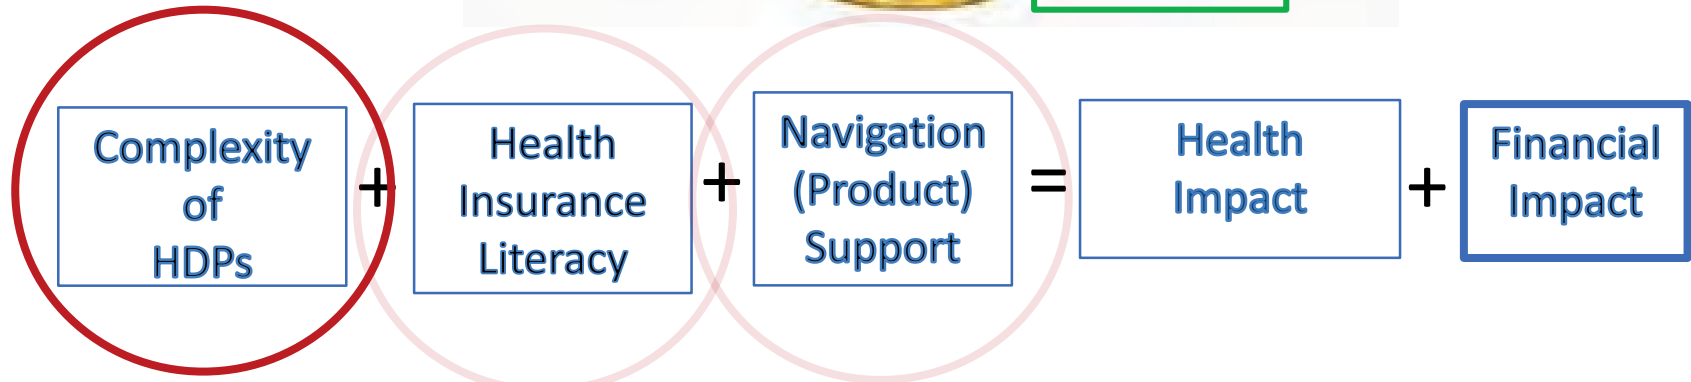 Complexity
of
HDPs
+
Health
Insurance
Literacy
+
Navigation
(Product)
Support
=
Health
Impact
+
Financial
Impact